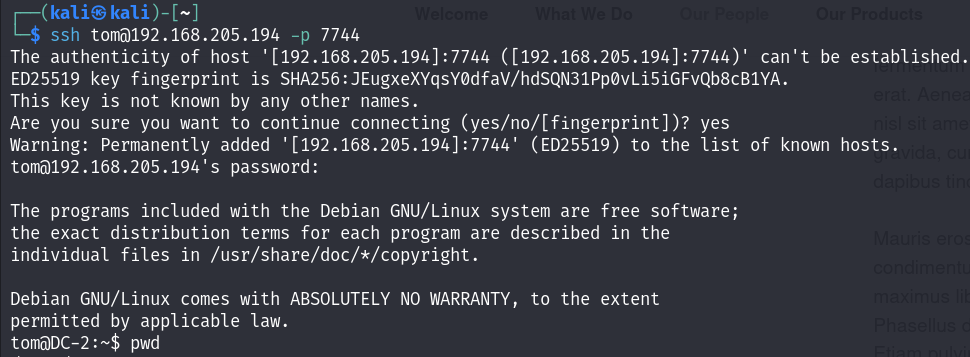 Welcome What We Do Our People Our Products
┌──(kali㉿kali)-[~]
└─$ ssh tom@192.168.205.194 -p 7744
The authenticity of host '[192.168.205.194]:7744 ([192.168.205.194]:7744)' can't be established.
ED25519 key fingerprint is SHA256:JEugxeXYqsY0dfaV/hdSQN31Pp0vLi5iGFvQb8cB1YA.
This key is not known by any other names.
erat. Aenea
Are you sure you want to continue connecting (yes/no/[fingerprint])? yes
nisl sit ame
Warning: Permanently added '[192.168.205.194]:7744' (ED25519) to the list of known hosts.
gravida, cu
tom@192.168.205.194's password:
dapibus tinc
The programs included with the Debian GNU/Linux system are free software;
the exact distribution terms for each program are described in the
Mauris eros
individual files in /usr/share/doc/*/copyright.
condimentu
Debian GNU/Linux comes with ABSOLUTELY NO WARRANTY, to the extent
maximus lib
permitted by applicable law.
Phasellus
tom@DC-2:~$ pwd